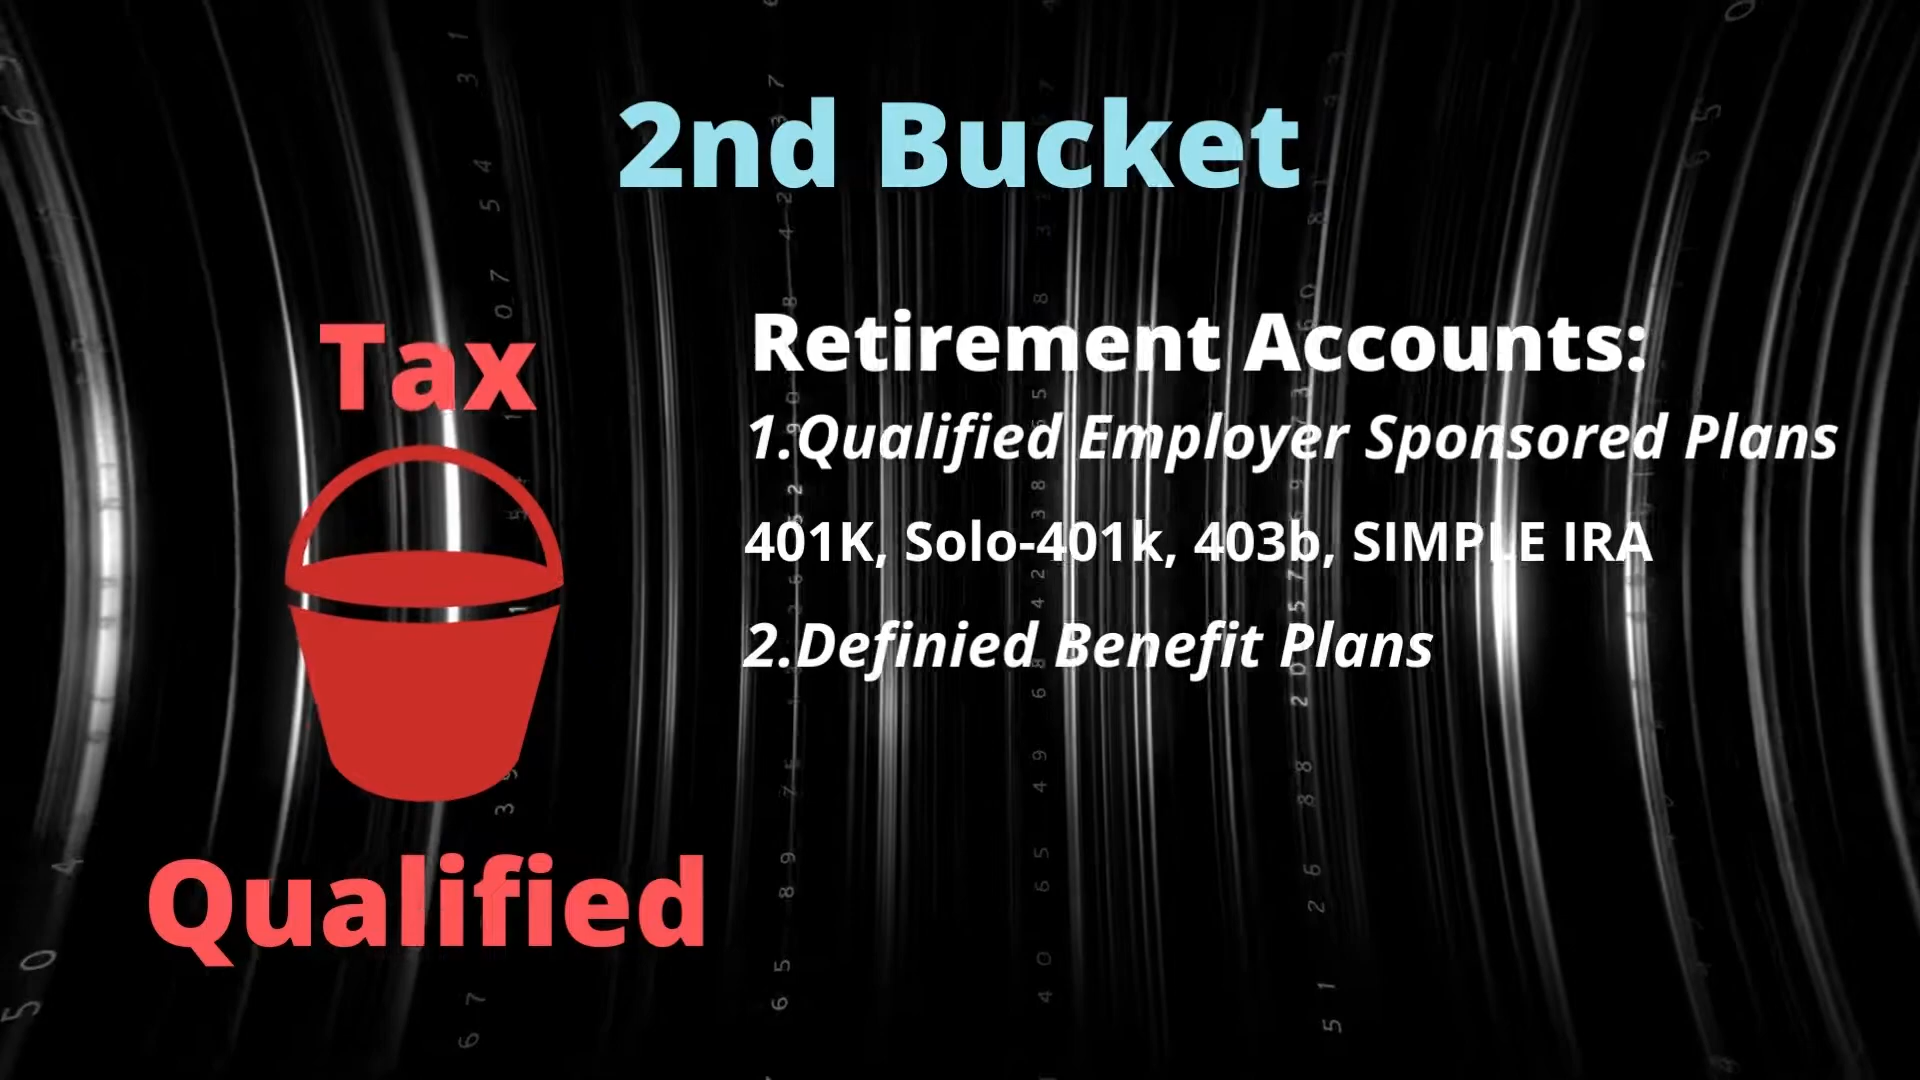 2nd Bucket
Tax
Qualified
Retirement Accounts:
1.Qualified Employer Sponsored Plans
401K, Solo-401k, 403b, SIMPLE IRA
2.Definied Benefit Plans